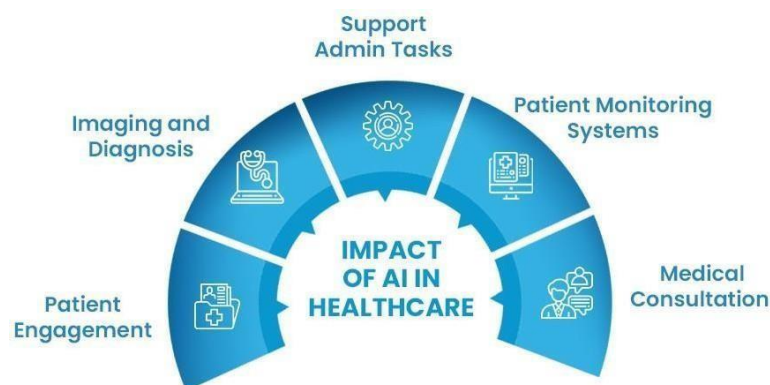 Support
Admin Tasks
Imaging and
Diagnosis
Patient Monitoring
Systems
IMPACT
OF AI IN
HEALTHCARE
Patient
Engagement
Medical
Consultation